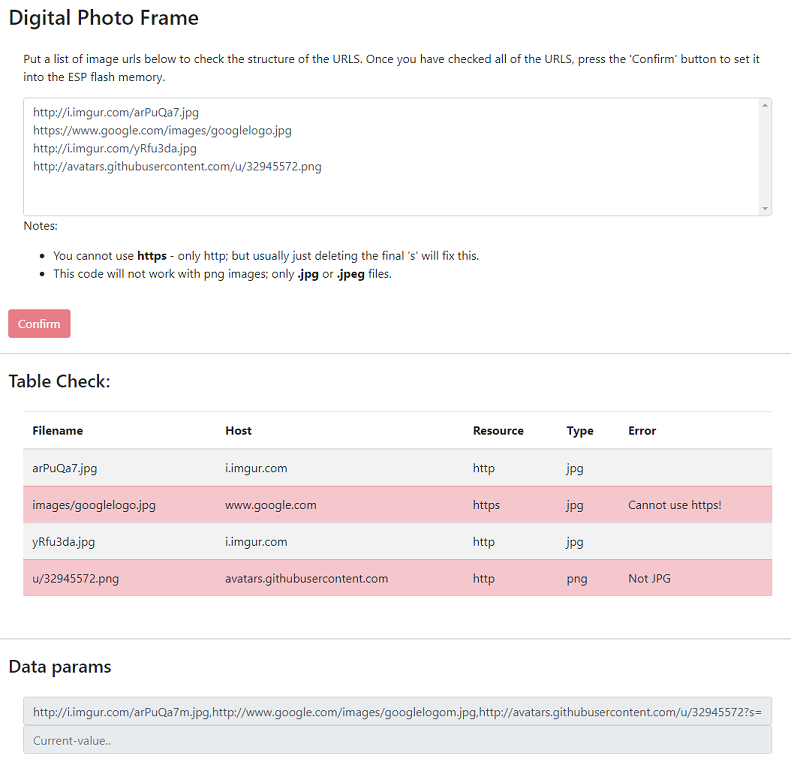 Digital Photo Frame
Put a list of image urls below to check the structure of the URLS. Once you have checked all of the URLS, press the 'Confirm' button to set it
into the ESP flash memory.
http://i.imgur.com/arPuQa7.jpg
https://www.google.com/images/googlelogo.jpg
http://i.imgur.com/yRfu3da.jpg
http://avatars.githubusercontent.com/u/32945572.png
Notes:
You cannot use https - only http; but usually just deleting the final 's' will fix this.
This code will not work with png images; only .jpg or .jpeg files.
Confirm
Table Check:
Filename Host Resource Type Error
arPuQa7.jpg i.imgur.com http jpg
images/googlelogo.jpg www.google.com https jpg Cannot use https!
yRfu3da.jpg i.imgur.com http jpg
u/32945572.png avatars.githubusercontent.com http png Not JPG
Data params
http://i.imgur.com/arPuQa7m.jpg,http://www.google.com/images/googlelogom.jpg,http://avatars.githubusercontent.com/u/32945572?s=
Current-value..